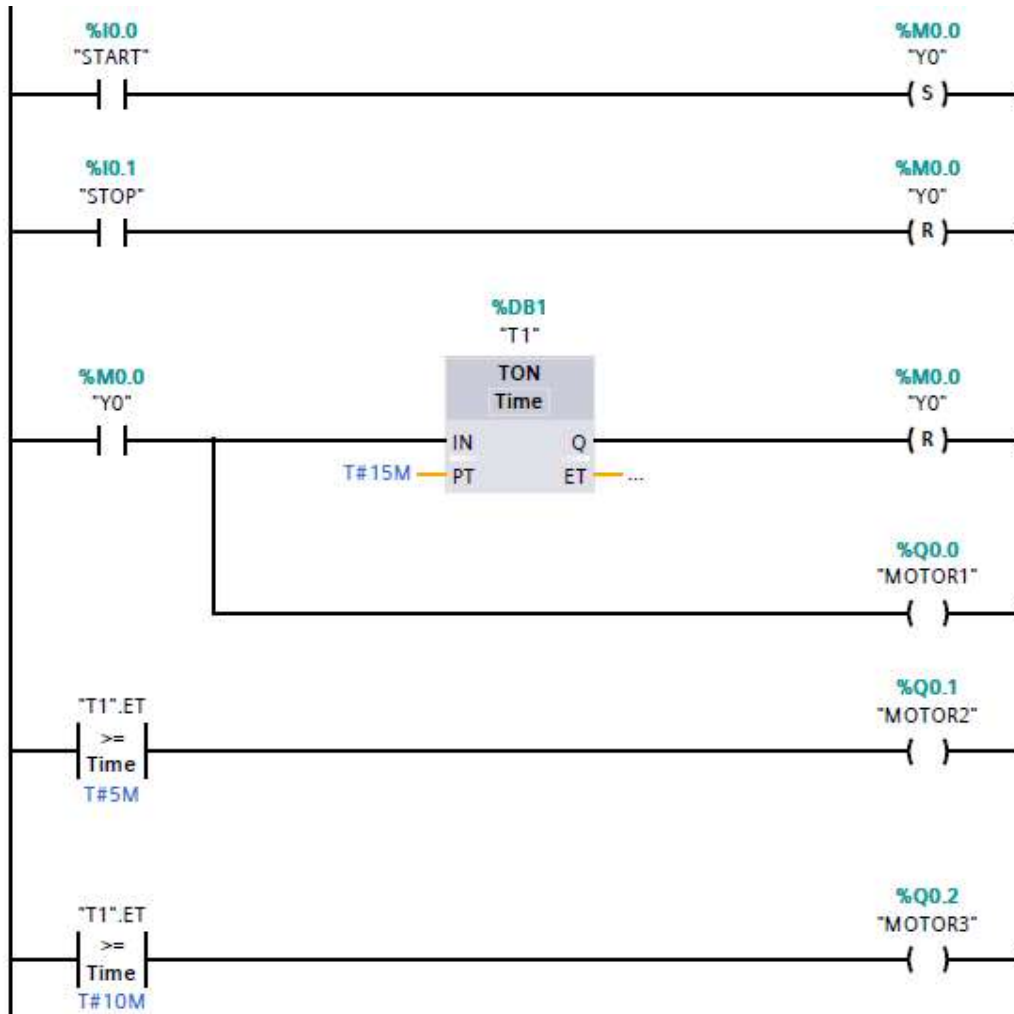 %I0.0 %M0.0
"START" "Y0"
S
%I0.1 %M0.0
"STOP" "Y0"
R
%DB1
"T1"
%M0.0 TON %M0.0
"Y0" Time "Y0"
IN Q R
T#15M PT ET ...
%Q0.0
"MOTOR1"
%Q0.1
"T1".ET "MOTOR2"
>=
Time
T#5M
%Q0.2
"T1".ET "MOTOR3"
>=
Time
T#10M